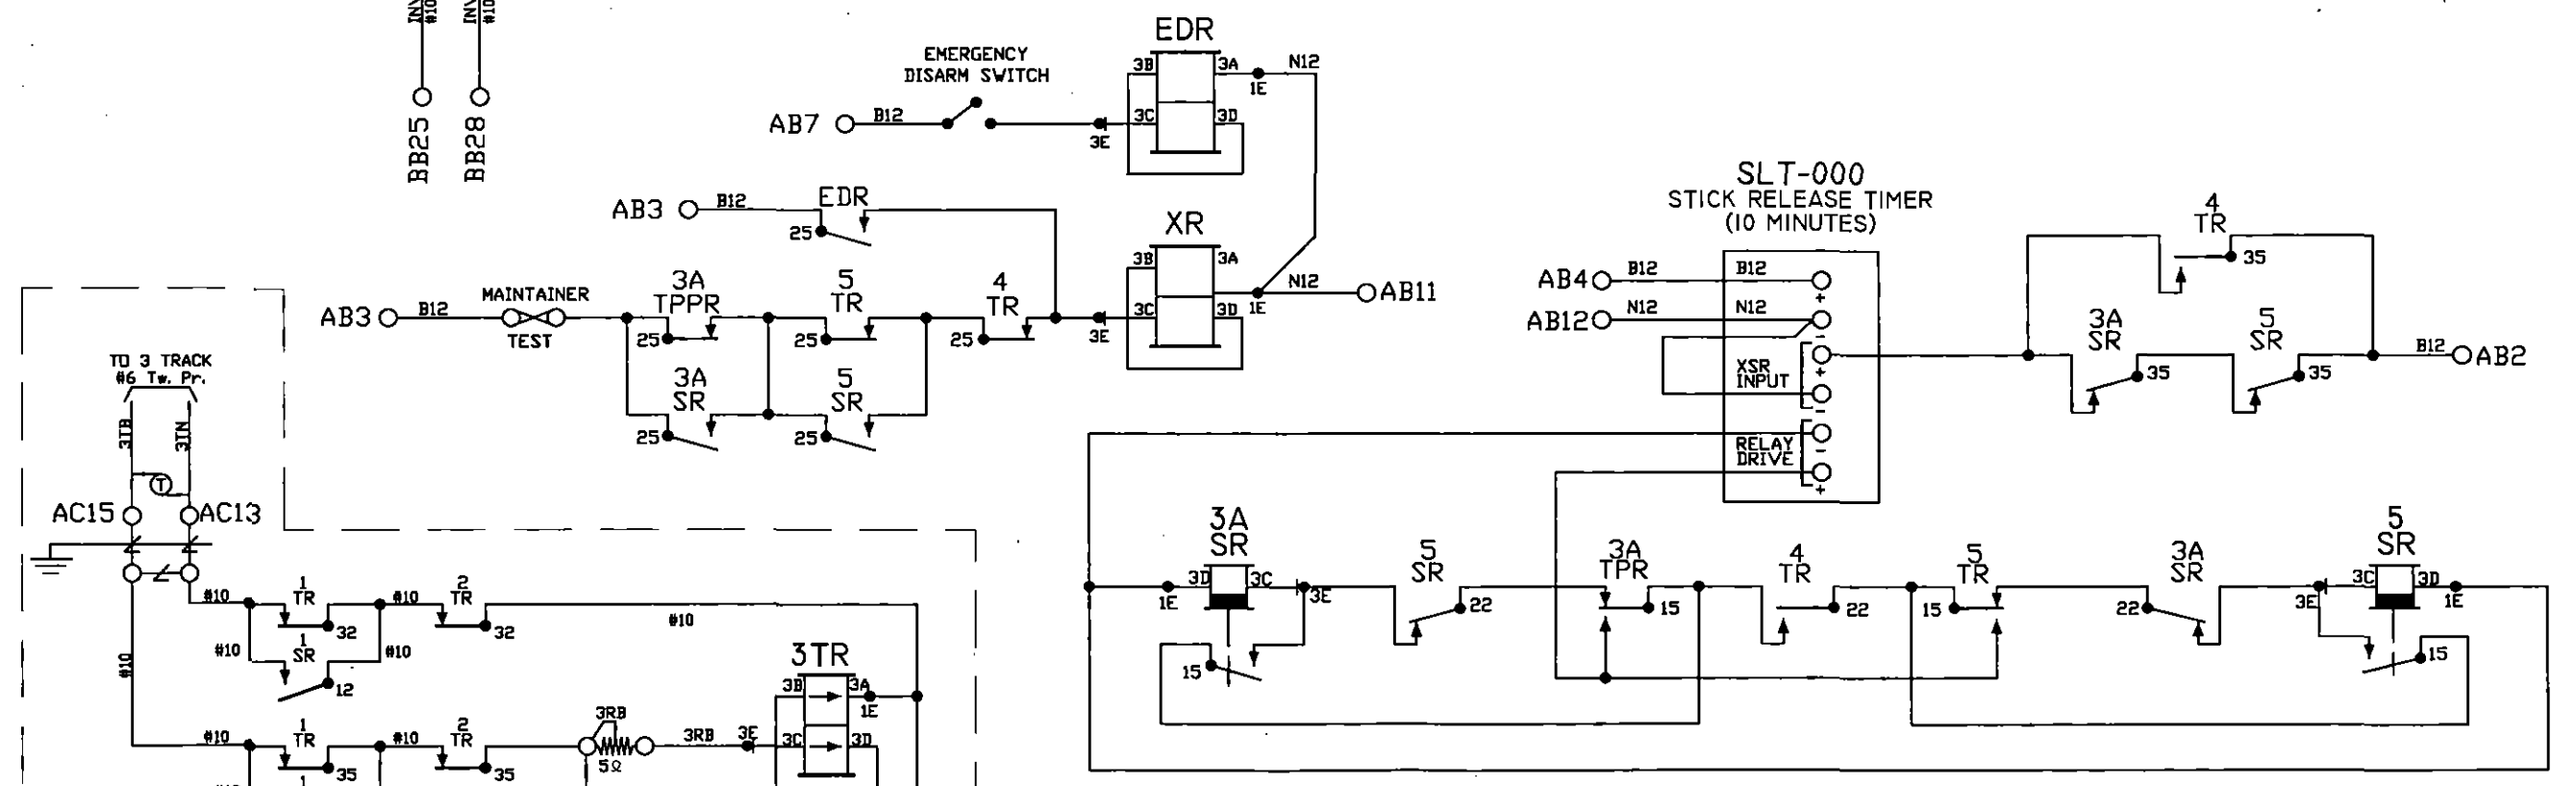 INV
#10
INV
#10
BB25
BB28
EDR
EMERGENCY
DISARM SWITCH
3B
3A
N12
1E
AB7
B12
3C
3D
3E
SLT-000
STICK RELEASE TIMER
(10 MINUTES)
AB3
B12
EDR
25
XR
3B
3A
4
TR
35
AB4
B12
B12
+
AB3
B12
MAINTAINER
TEST
3A
TPPR
25
5
TR
25
4
TR
25
3E
3C
3D
1E
N12
AB11
AB12
N12
N12
-
3A
SR
35
5
SR
35
B12
AB2
XSR
INPUT
+
-
3A
SR
25
5
SR
25
RELAY
DRIVE
-
+
TO 3 TRACK
#6 Tw. Pr.
3TB
3TN
T
AC15
AC13
3A
SR
3D
3C
1E
3E
15
5
SR
22
3A
TPR
15
4
TR
22
5
TR
15
3A
SR
22
5
SR
3C
3D
3E
1E
15
#10
1
TR
32
#10
2
TR
32
#10
#10
1
SR
12
#10
#10
3TR
3B
3A
1E
#10
1
TR
35
#10
2
TR
35
3RB
5Ω
3RB
3E
3C
3D
#10
1